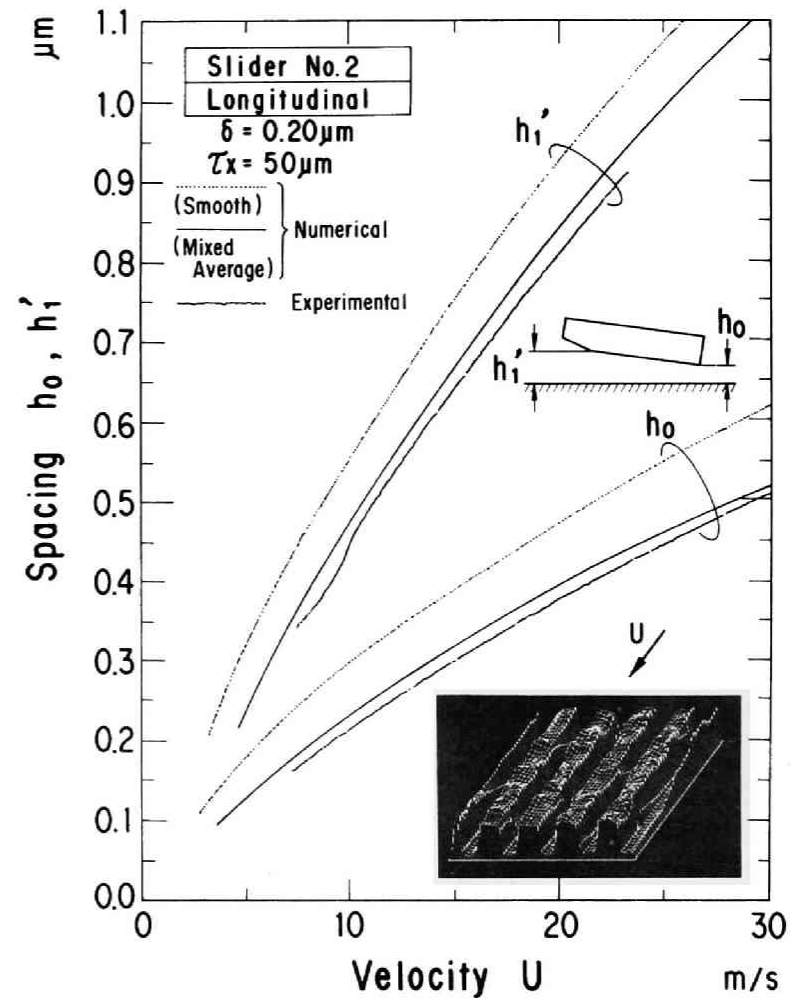 μm
1.1
1.0
0.9
0.8
0.7
0.6
0.5
0.4
0.3
0.2
0.1
0.0
Spacing h₀, h₁'
Slider No.2
Longitudinal
δ = 0.20μm
τx = 50μm
(Smooth)
(Mixed Average)
Numerical
Experimental
h₁'
h₀
h₁'
h₀
U
0
10
20
30
Velocity U
m/s